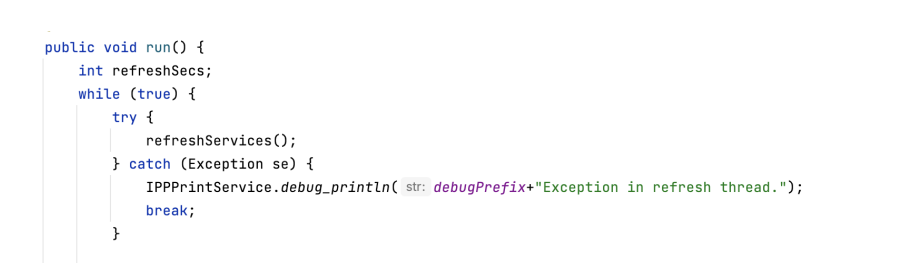 public void run() {
int refreshSecs;
while (true) {
try {
refreshServices();
} catch (Exception se) {
IPPPrintService.debug_println( str: debugPrefix+"Exception in refresh thread.");
break;
}